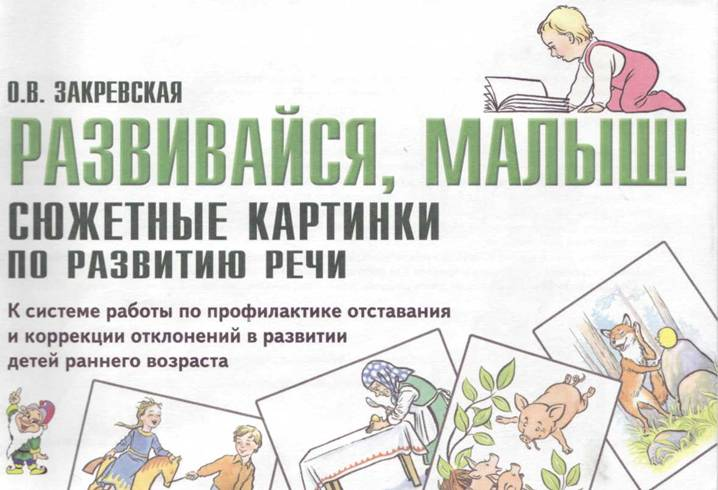 О.В. ЗАКРЕВСКАЯ
РАЗВИВАЙСЯ, МАЛЫШ!
СЮЖЕТНЫЕ КАРТИНКИ
ПО РАЗВИТИЮ РЕЧИ
К системе работы по профилактике отставания
и коррекции отклонений в развитии
детей раннего возраста